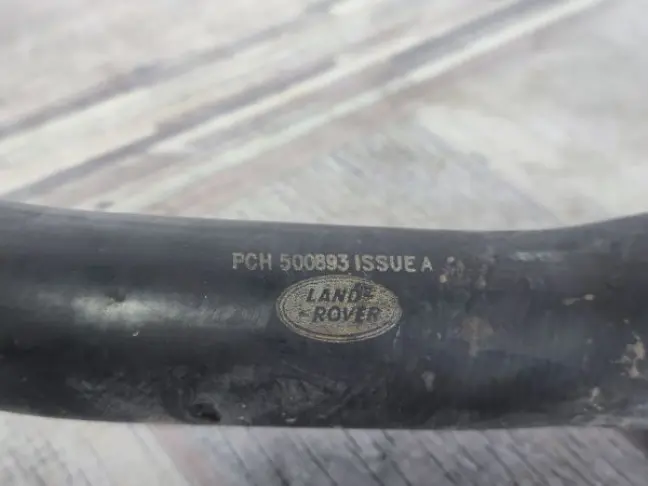 PCH 500893 ISSUE A
LAND
ROVER